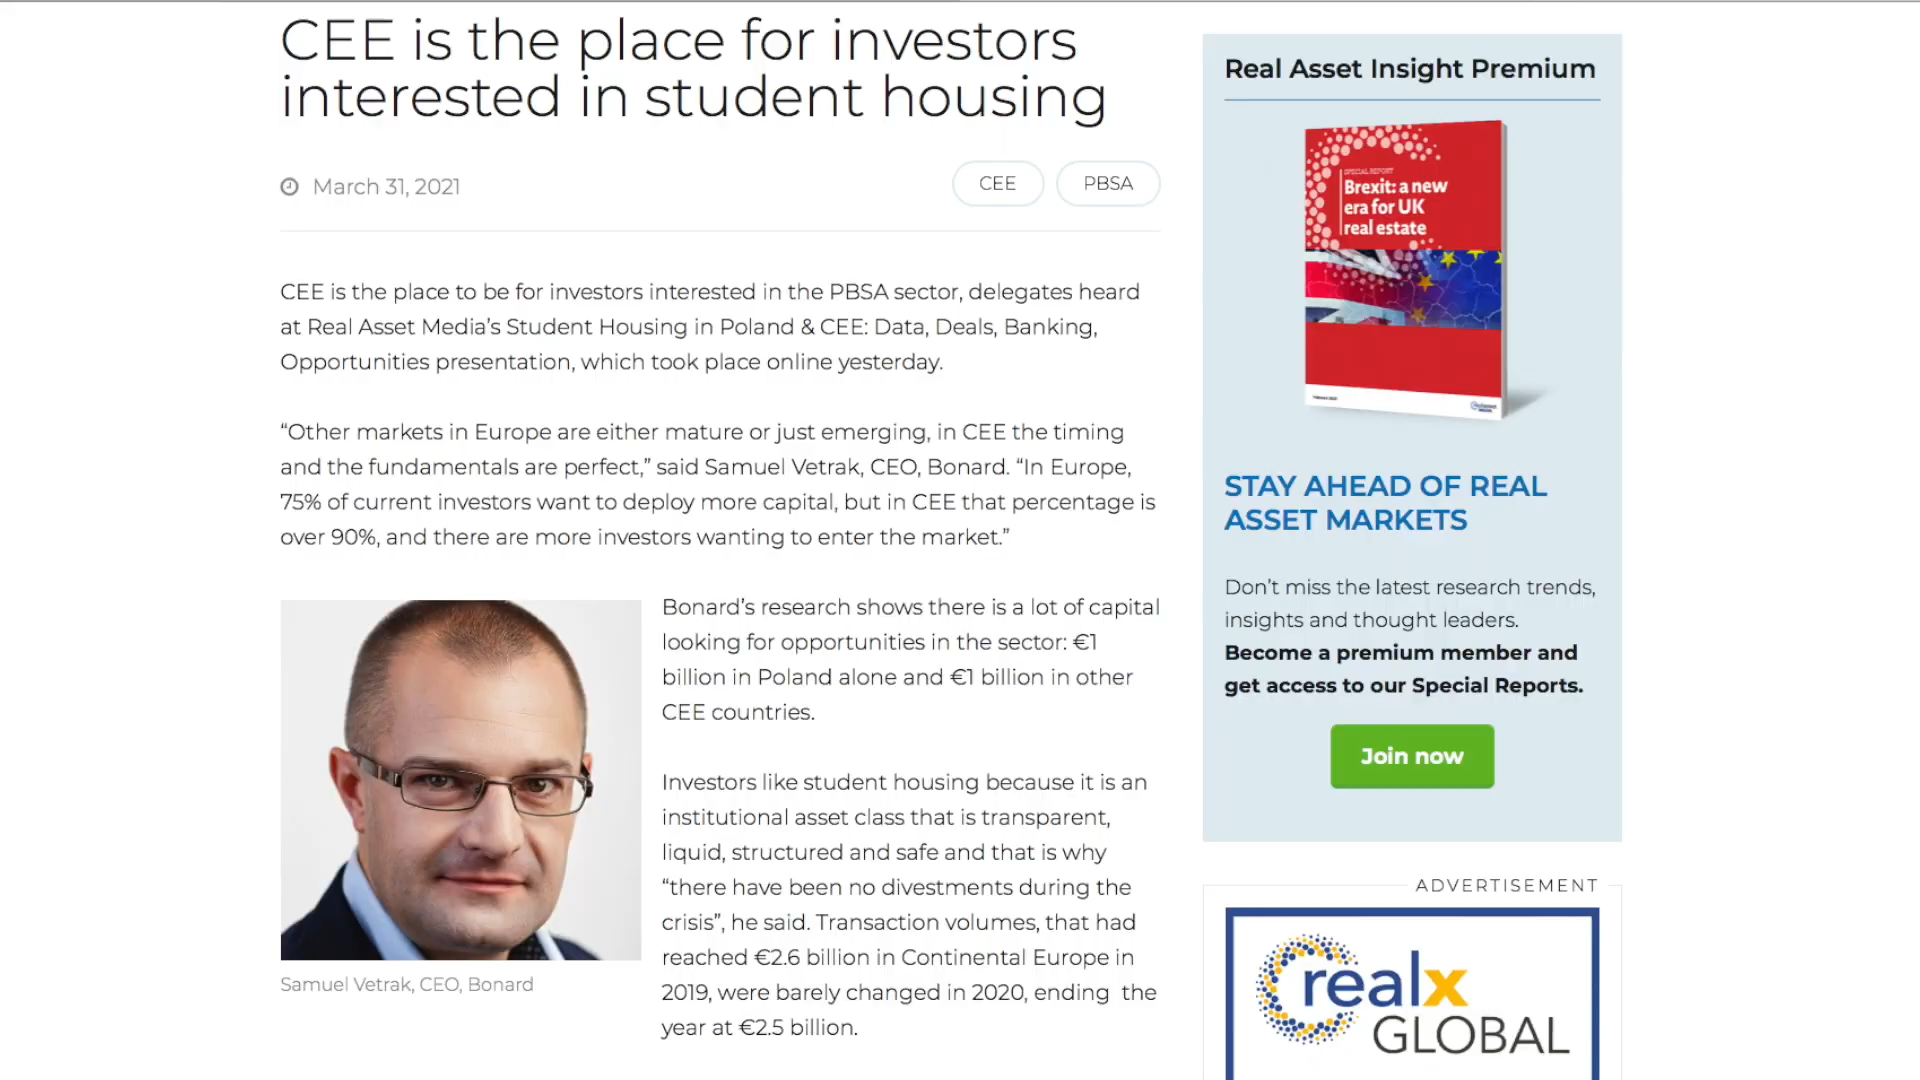 CEE is the place for investors
interested in student housing
March 31, 2021
CEE
PBSA
CEE is the place to be for investors interested in the PBSA sector, delegates heard
at Real Asset Media’s Student Housing in Poland & CEE: Data, Deals, Banking,
Opportunities presentation, which took place online yesterday.
“Other markets in Europe are either mature or just emerging, in CEE the timing
and the fundamentals are perfect,” said Samuel Vetrak, CEO, Bonard. “In Europe,
75% of current investors want to deploy more capital, but in CEE that percentage is
over 90%, and there are more investors wanting to enter the market.”
Bonard’s research shows there is a lot of capital
looking for opportunities in the sector: €1
billion in Poland alone and €1 billion in other
CEE countries.
Investors like student housing because it is an
institutional asset class that is transparent,
liquid, structured and safe and that is why
“there have been no divestments during the
crisis”, he said. Transaction volumes, that had
reached €2.6 billion in Continental Europe in
2019, were barely changed in 2020, ending the
year at €2.5 billion.
Samuel Vetrak, CEO, Bonard
Real Asset Insight Premium
SPECIAL REPORT
Brexit: a new
era for UK
real estate
STAY AHEAD OF REAL
ASSET MARKETS
Don’t miss the latest research trends,
insights and thought leaders.
Become a premium member and
get access to our Special Reports.
Join now
ADVERTISEMENT
realx
GLOBAL